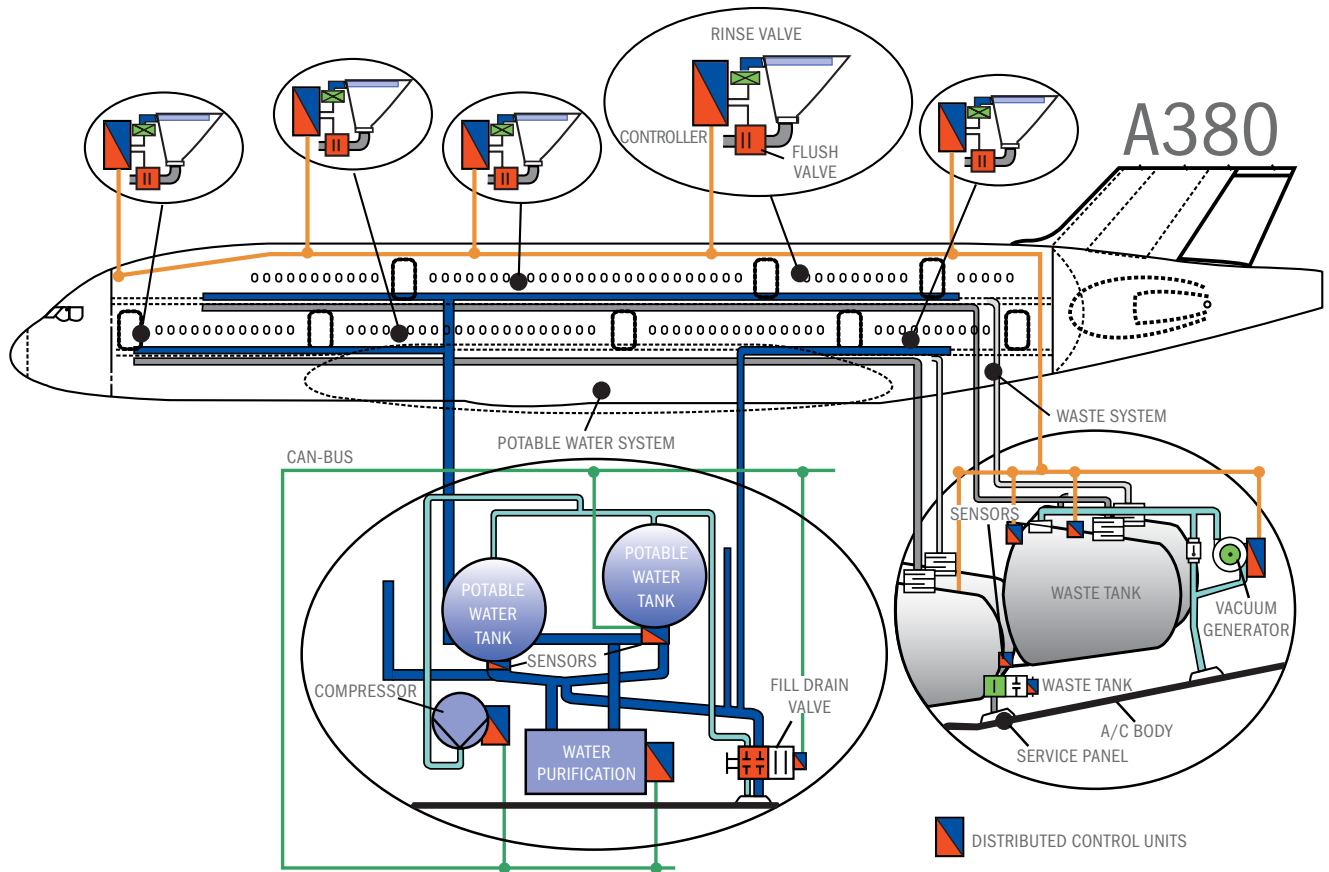 RINSE VALVE
A380
CONTROLLER
FLUSH
VALVE
WASTE SYSTEM
POTABLE WATER SYSTEM
CAN-BUS
SENSORS
POTABLE
WATER
TANK
POTABLE
WATER
TANK
WASTE TANK
VACUUM
GENERATOR
SENSORS
COMPRESSOR
FILL DRAIN
VALVE
WASTE TANK
A/C BODY
SERVICE PANEL
WATER
PURIFICATION
DISTRIBUTED CONTROL UNITS